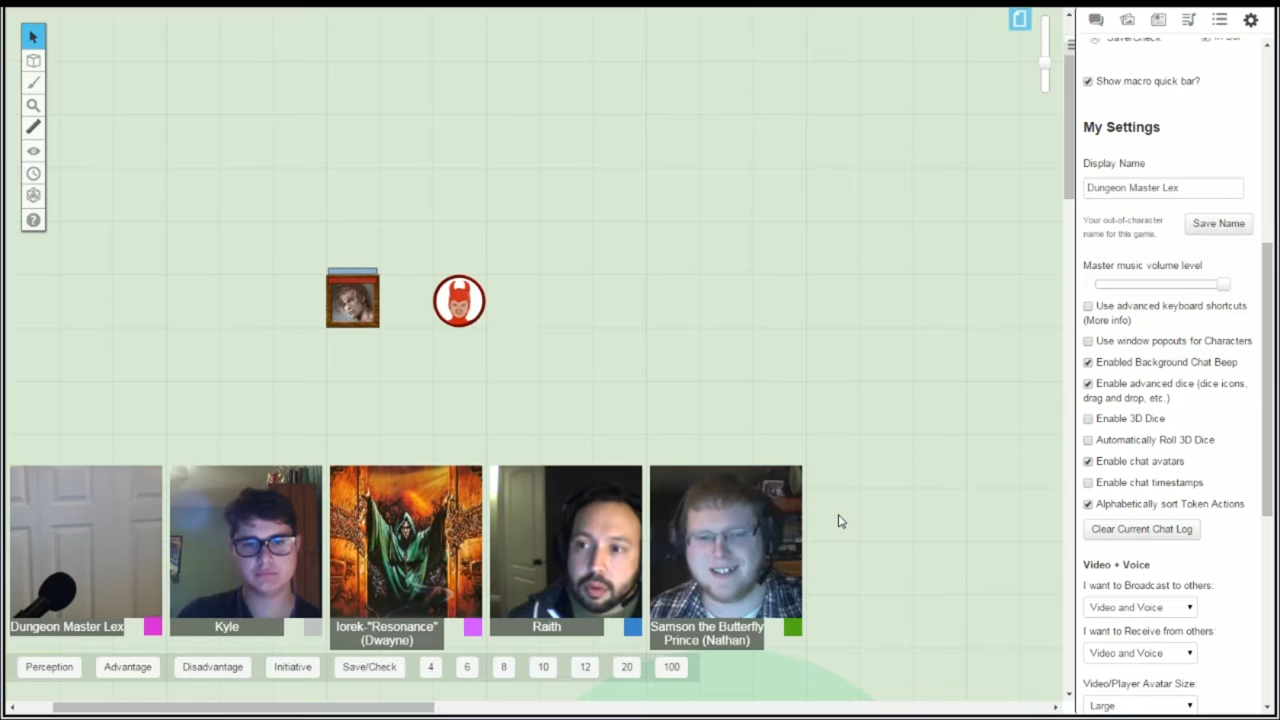 Save/Check
Show macro quick bar?
My Settings
Display Name
Dungeon Master Lex
Your out-of-character
name for this game.
Save Name
Master music volume level
Use advanced keyboard shortcuts
(More info)
Use window popouts for Characters
Enabled Background Chat Beep
Enable advanced dice (dice icons,
drag and drop, etc.)
Enable 3D Dice
Automatically Roll 3D Dice
Enable chat avatars
Enable chat timestamps
Alphabetically sort Token Actions
Clear Current Chat Log
Video + Voice
I want to Broadcast to others:
Video and Voice
I want to Receive from others:
Video and Voice
Video/Player Avatar Size:
Large
Dungeon Master Lex
Kyle
Iorek-"Resonance"
(Dwayne)
Raith
Samson the Butterfly
Prince (Nathan)
Perception Advantage Disadvantage Initiative Save/Check 4 6 8 10 12 20 100